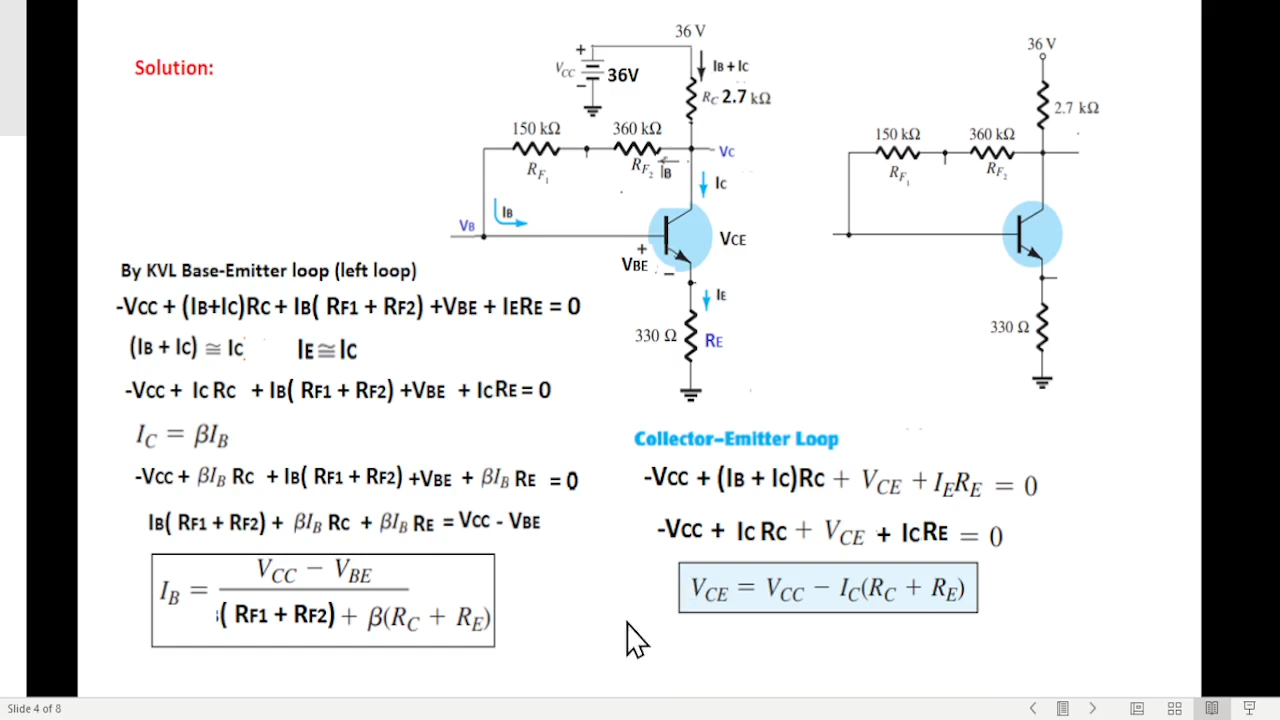 Solution:
36 V
+
VCC
36V
−
IB + IC
RC 2.7 kΩ
150 kΩ
360 kΩ
RF1
RF2
IB
VC
IC
IB
VB
VCE
+
VBE
−
IE
330 Ω
RE
36 V
2.7 kΩ
150 kΩ
360 kΩ
RF1
RF2
330 Ω
By KVL Base-Emitter loop (left loop)
-VCC + (IB+IC)RC + IB( RF1 + RF2) +VBE + IERE = 0
(IB + IC) ≅ IC IE ≅ IC
-VCC + IC RC + IB( RF1 + RF2) +VBE + ICRE = 0
IC = βIB
-VCC + βIB RC + IB( RF1 + RF2) +VBE + βIB RE = 0
IB( RF1 + RF2) + βIB RC + βIB RE = VCC - VBE
IB = VCC − VBE
( RF1 + RF2) + β(RC + RE)
Collector–Emitter Loop
-VCC + (IB + IC)RC + VCE + IERE = 0
-VCC + IC RC + VCE + ICRE = 0
VCE = VCC − IC(RC + RE)
Slide 4 of 8